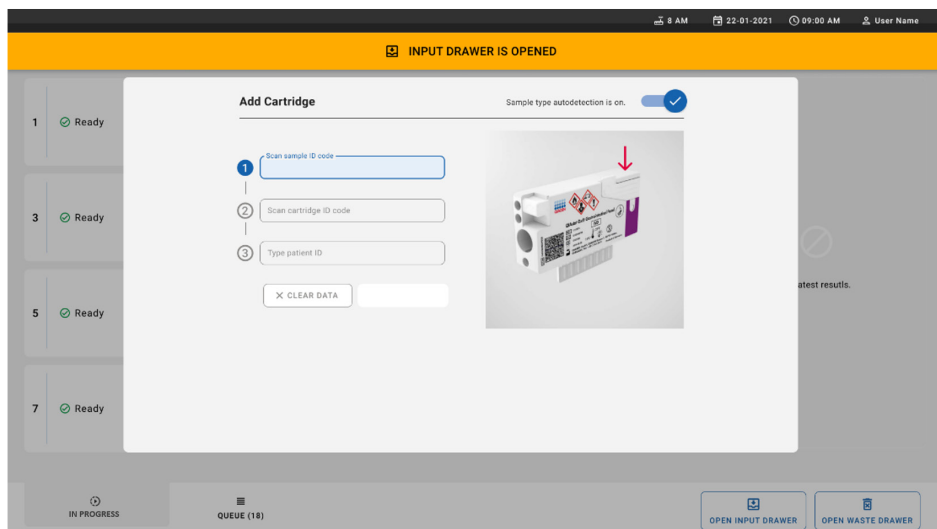 8 AM 22-01-2021 09:00 AM User Name
INPUT DRAWER IS OPENED
Add Cartridge
Sample type autodetection is on.
1 Ready
3 Ready
5 Ready
7 Ready
1 Scan sample ID code
2 Scan cartridge ID code
3 Type patient ID
CLEAR DATA
atest resutls.
IN PROGRESS
QUEUE (18)
OPEN INPUT DRAWER
OPEN WASTE DRAWER